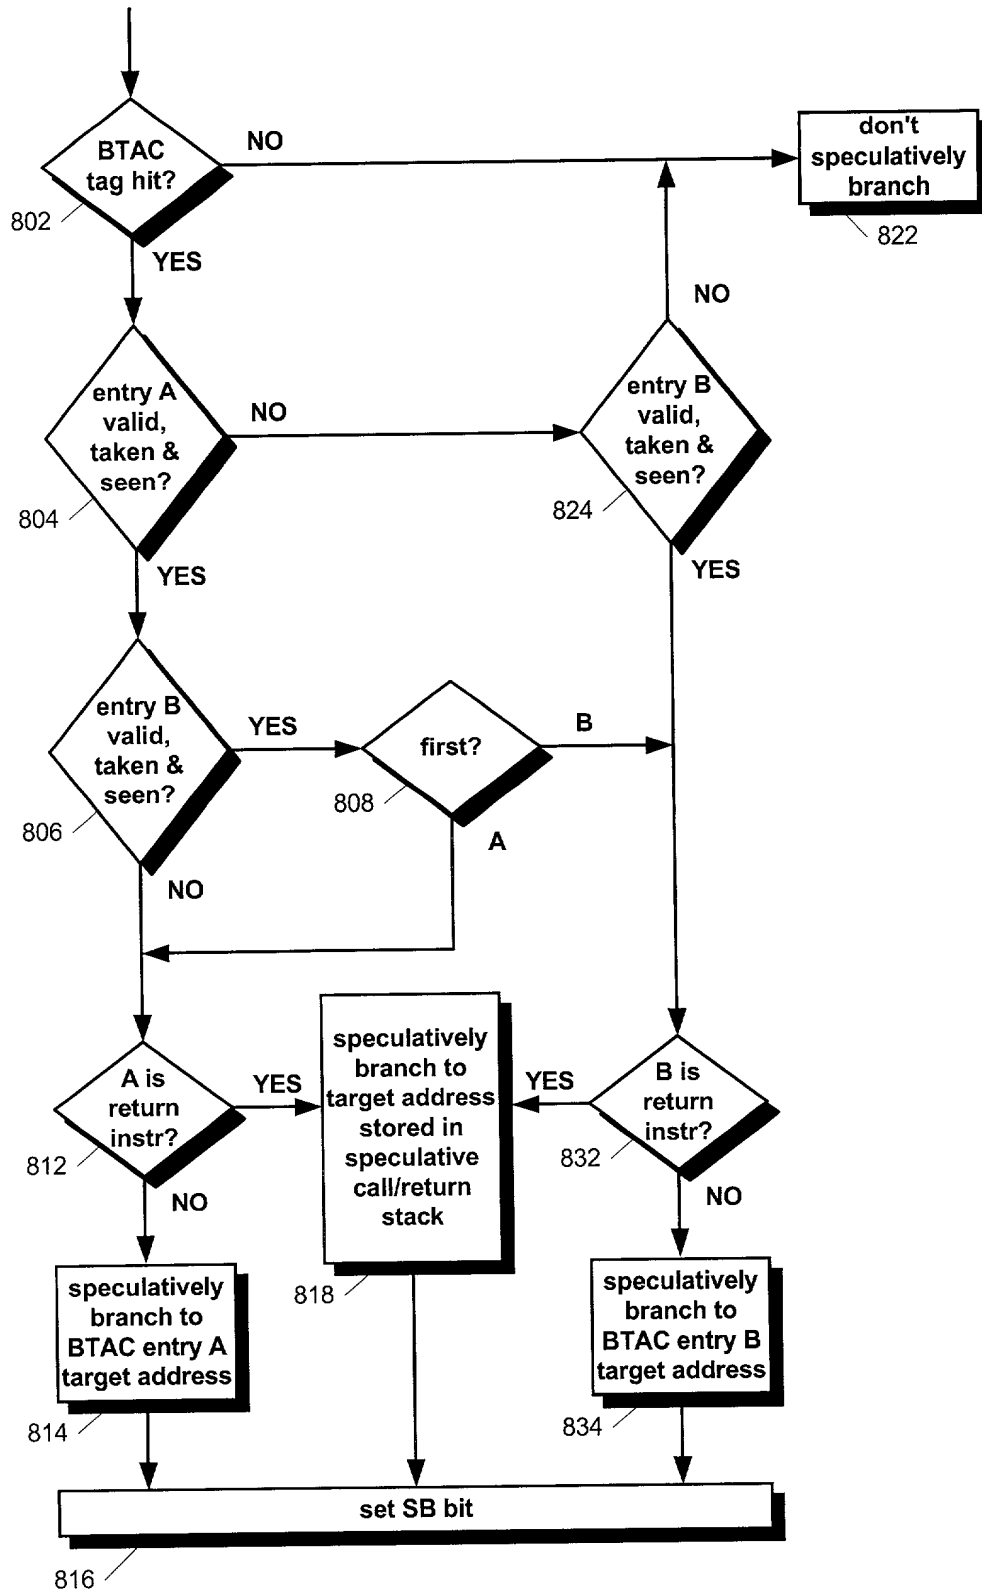 BTAC
tag hit?
802
NO
YES
don't
speculatively
branch
822
entry A
valid,
taken &
seen?
804
NO
YES
entry B
valid,
taken &
seen?
824
NO
YES
entry B
valid,
taken &
seen?
806
YES
NO
first?
808
B
A
A is
return
instr?
812
YES
NO
speculatively
branch to
target address
stored in
speculative
call/return
stack
818
B is
return
instr?
832
YES
NO
speculatively
branch to
BTAC entry A
target address
814
speculatively
branch to
BTAC entry B
target address
834
set SB bit
816